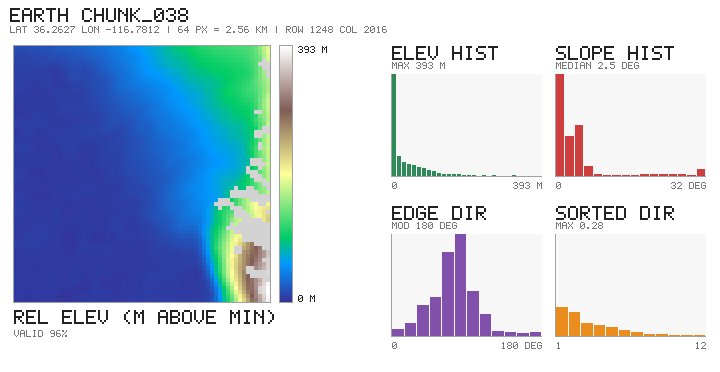 EARTH CHUNK_038
LAT 36.2627 LON -116.7812 | 64 PX = 2.56 KM | ROW 1248 COL 2016
393 M
0 M
REL ELEV (M ABOVE MIN)
VALID 96%
ELEV HIST
MAX 393 M
0 393 M
SLOPE HIST
MEDIAN 2.5 DEG
0 32 DEG
EDGE DIR
MOD 180 DEG
0 180 DEG
SORTED DIR
MAX 0.28
1 12